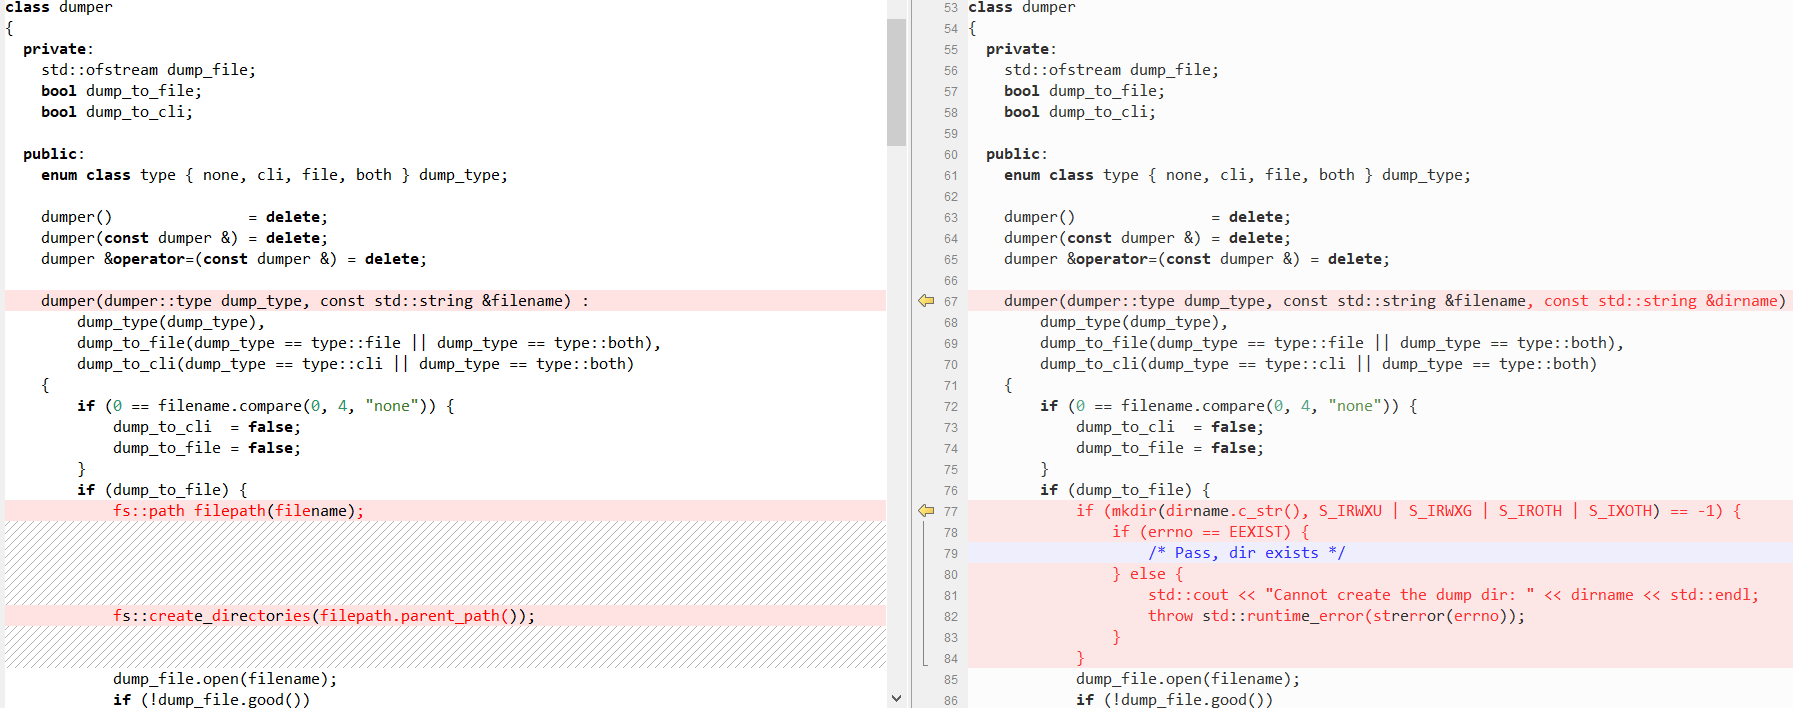 class dumper
{
  private:
    std::ofstream dump_file;
    bool dump_to_file;
    bool dump_to_cli;

  public:
    enum class type { none, cli, file, both } dump_type;

    dumper()               = delete;
    dumper(const dumper &) = delete;
    dumper &operator=(const dumper &) = delete;

    dumper(dumper::type dump_type, const std::string &filename) :
        dump_type(dump_type),
        dump_to_file(dump_type == type::file || dump_type == type::both),
        dump_to_cli(dump_type == type::cli || dump_type == type::both)
    {
        if (0 == filename.compare(0, 4, "none")) {
            dump_to_cli  = false;
            dump_to_file = false;
        }
        if (dump_to_file) {
            fs::path filepath(filename);
            fs::create_directories(filepath.parent_path());
            dump_file.open(filename);
            if (!dump_file.good())
53 class dumper
54 {
55   private:
56     std::ofstream dump_file;
57     bool dump_to_file;
58     bool dump_to_cli;
59
60   public:
61     enum class type { none, cli, file, both } dump_type;
62
63     dumper()               = delete;
64     dumper(const dumper &) = delete;
65     dumper &operator=(const dumper &) = delete;
66
67     dumper(dumper::type dump_type, const std::string &filename, const std::string &dirname)
68         dump_type(dump_type),
69         dump_to_file(dump_type == type::file || dump_type == type::both),
70         dump_to_cli(dump_type == type::cli || dump_type == type::both)
71     {
72         if (0 == filename.compare(0, 4, "none")) {
73             dump_to_cli  = false;
74             dump_to_file = false;
75         }
76         if (dump_to_file) {
77             if (mkdir(dirname.c_str(), S_IRWXU | S_IRWXG | S_IROTH | S_IXOTH) == -1) {
78                 if (errno == EEXIST) {
79                     /* Pass, dir exists */
80                 } else {
81                     std::cout << "Cannot create the dump dir: " << dirname << std::endl;
82                     throw std::runtime_error(strerror(errno));
83                 }
84             }
85             dump_file.open(filename);
86             if (!dump_file.good())